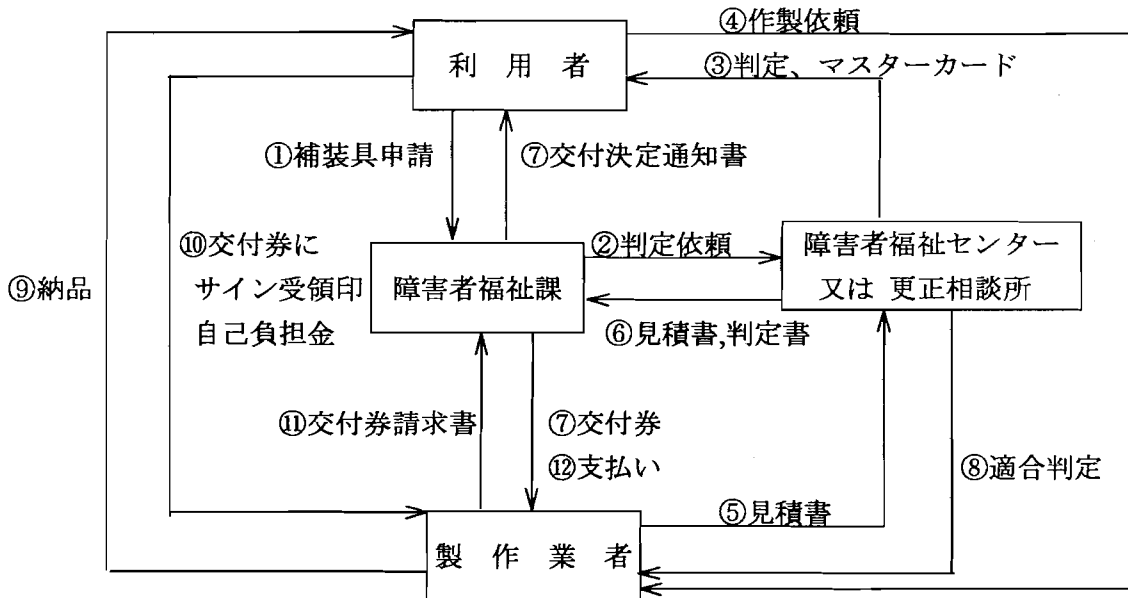 ④作製依頼
利用者
③判定、マスターカード
①補装具申請
⑦交付決定通知書
⑩交付券に
サイン受領印
自己負担金
②判定依頼
障害者福祉センター
又は 更正相談所
⑨納品
障害者福祉課
⑥見積書,判定書
⑪交付券請求書
⑦交付券
⑫支払い
⑧適合判定
⑤見積書
製作業者